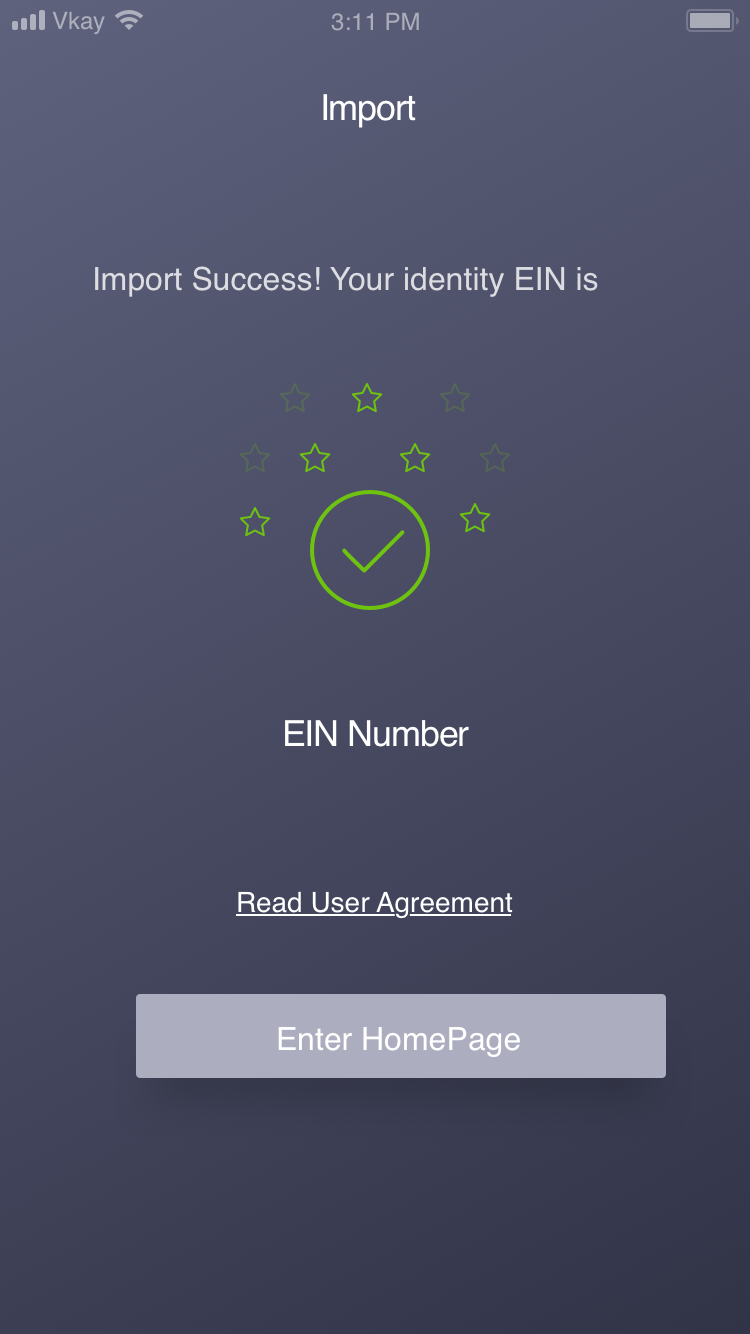 Vkay 3:11 PM
Import
Import Success! Your identity EIN is
EIN Number
Read User Agreement
Enter HomePage